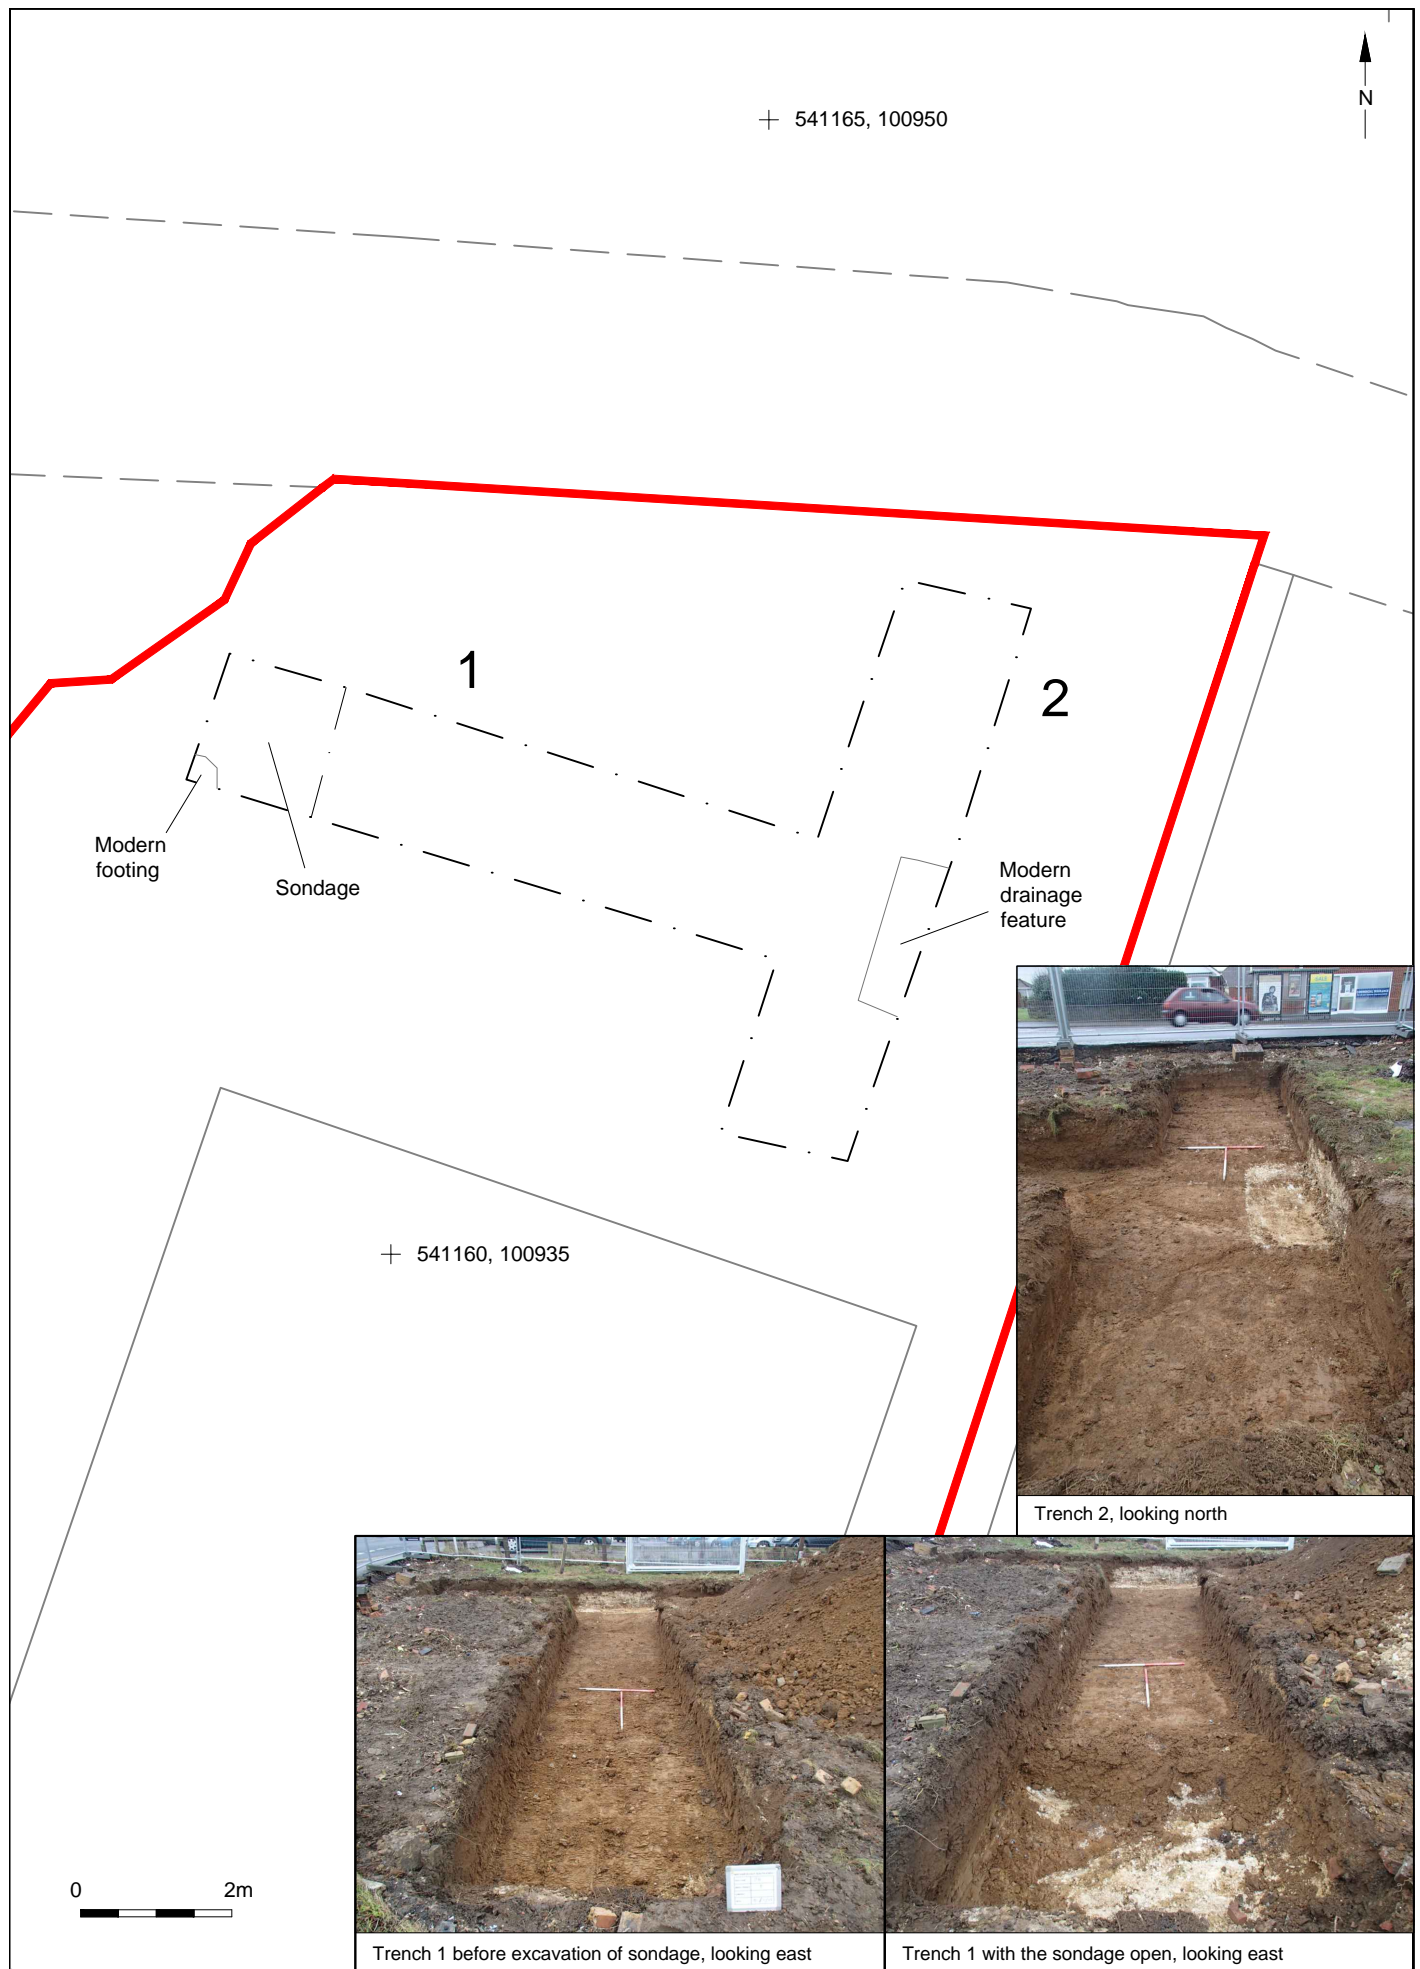 N
541165, 100950
1
2
Modern
footing
Sondage
Modern
drainage
feature
541160, 100935
Trench 2, looking north
0 2m
Trench 1 before excavation of sondage, looking east
Trench 1 with the sondage open, looking east